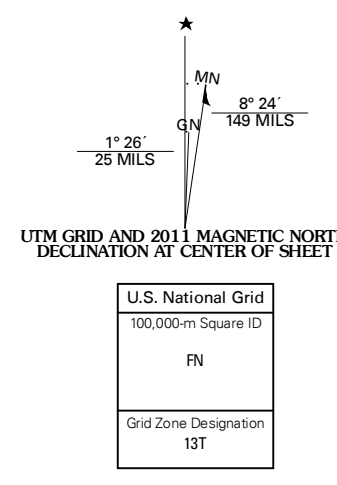 MN
GN
8° 24´
149 MILS
1° 26´
25 MILS
UTM GRID AND 2011 MAGNETIC NORT
DECLINATION AT CENTER OF SHEET
U.S. National Grid
100,000-m Square ID
FN
Grid Zone Designation
13T